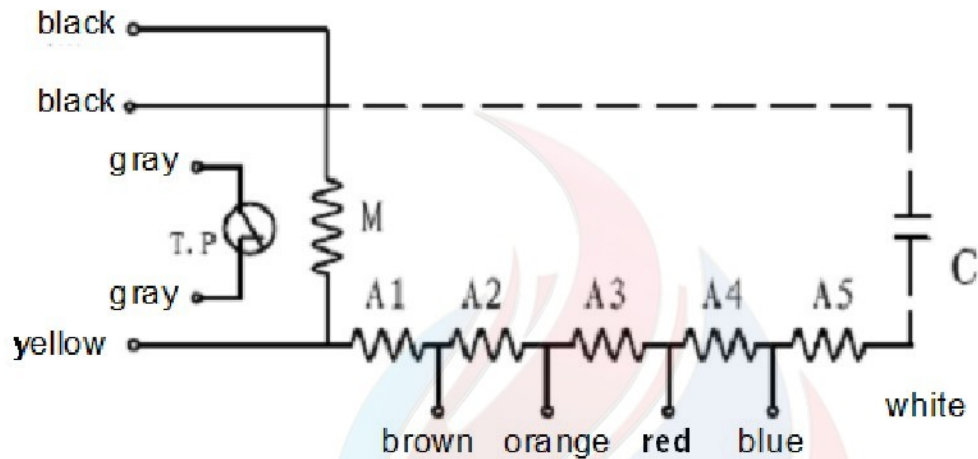 black
black
gray
T.P
M
gray
yellow
A1 A2 A3 A4 A5
C
white
brown orange red blue